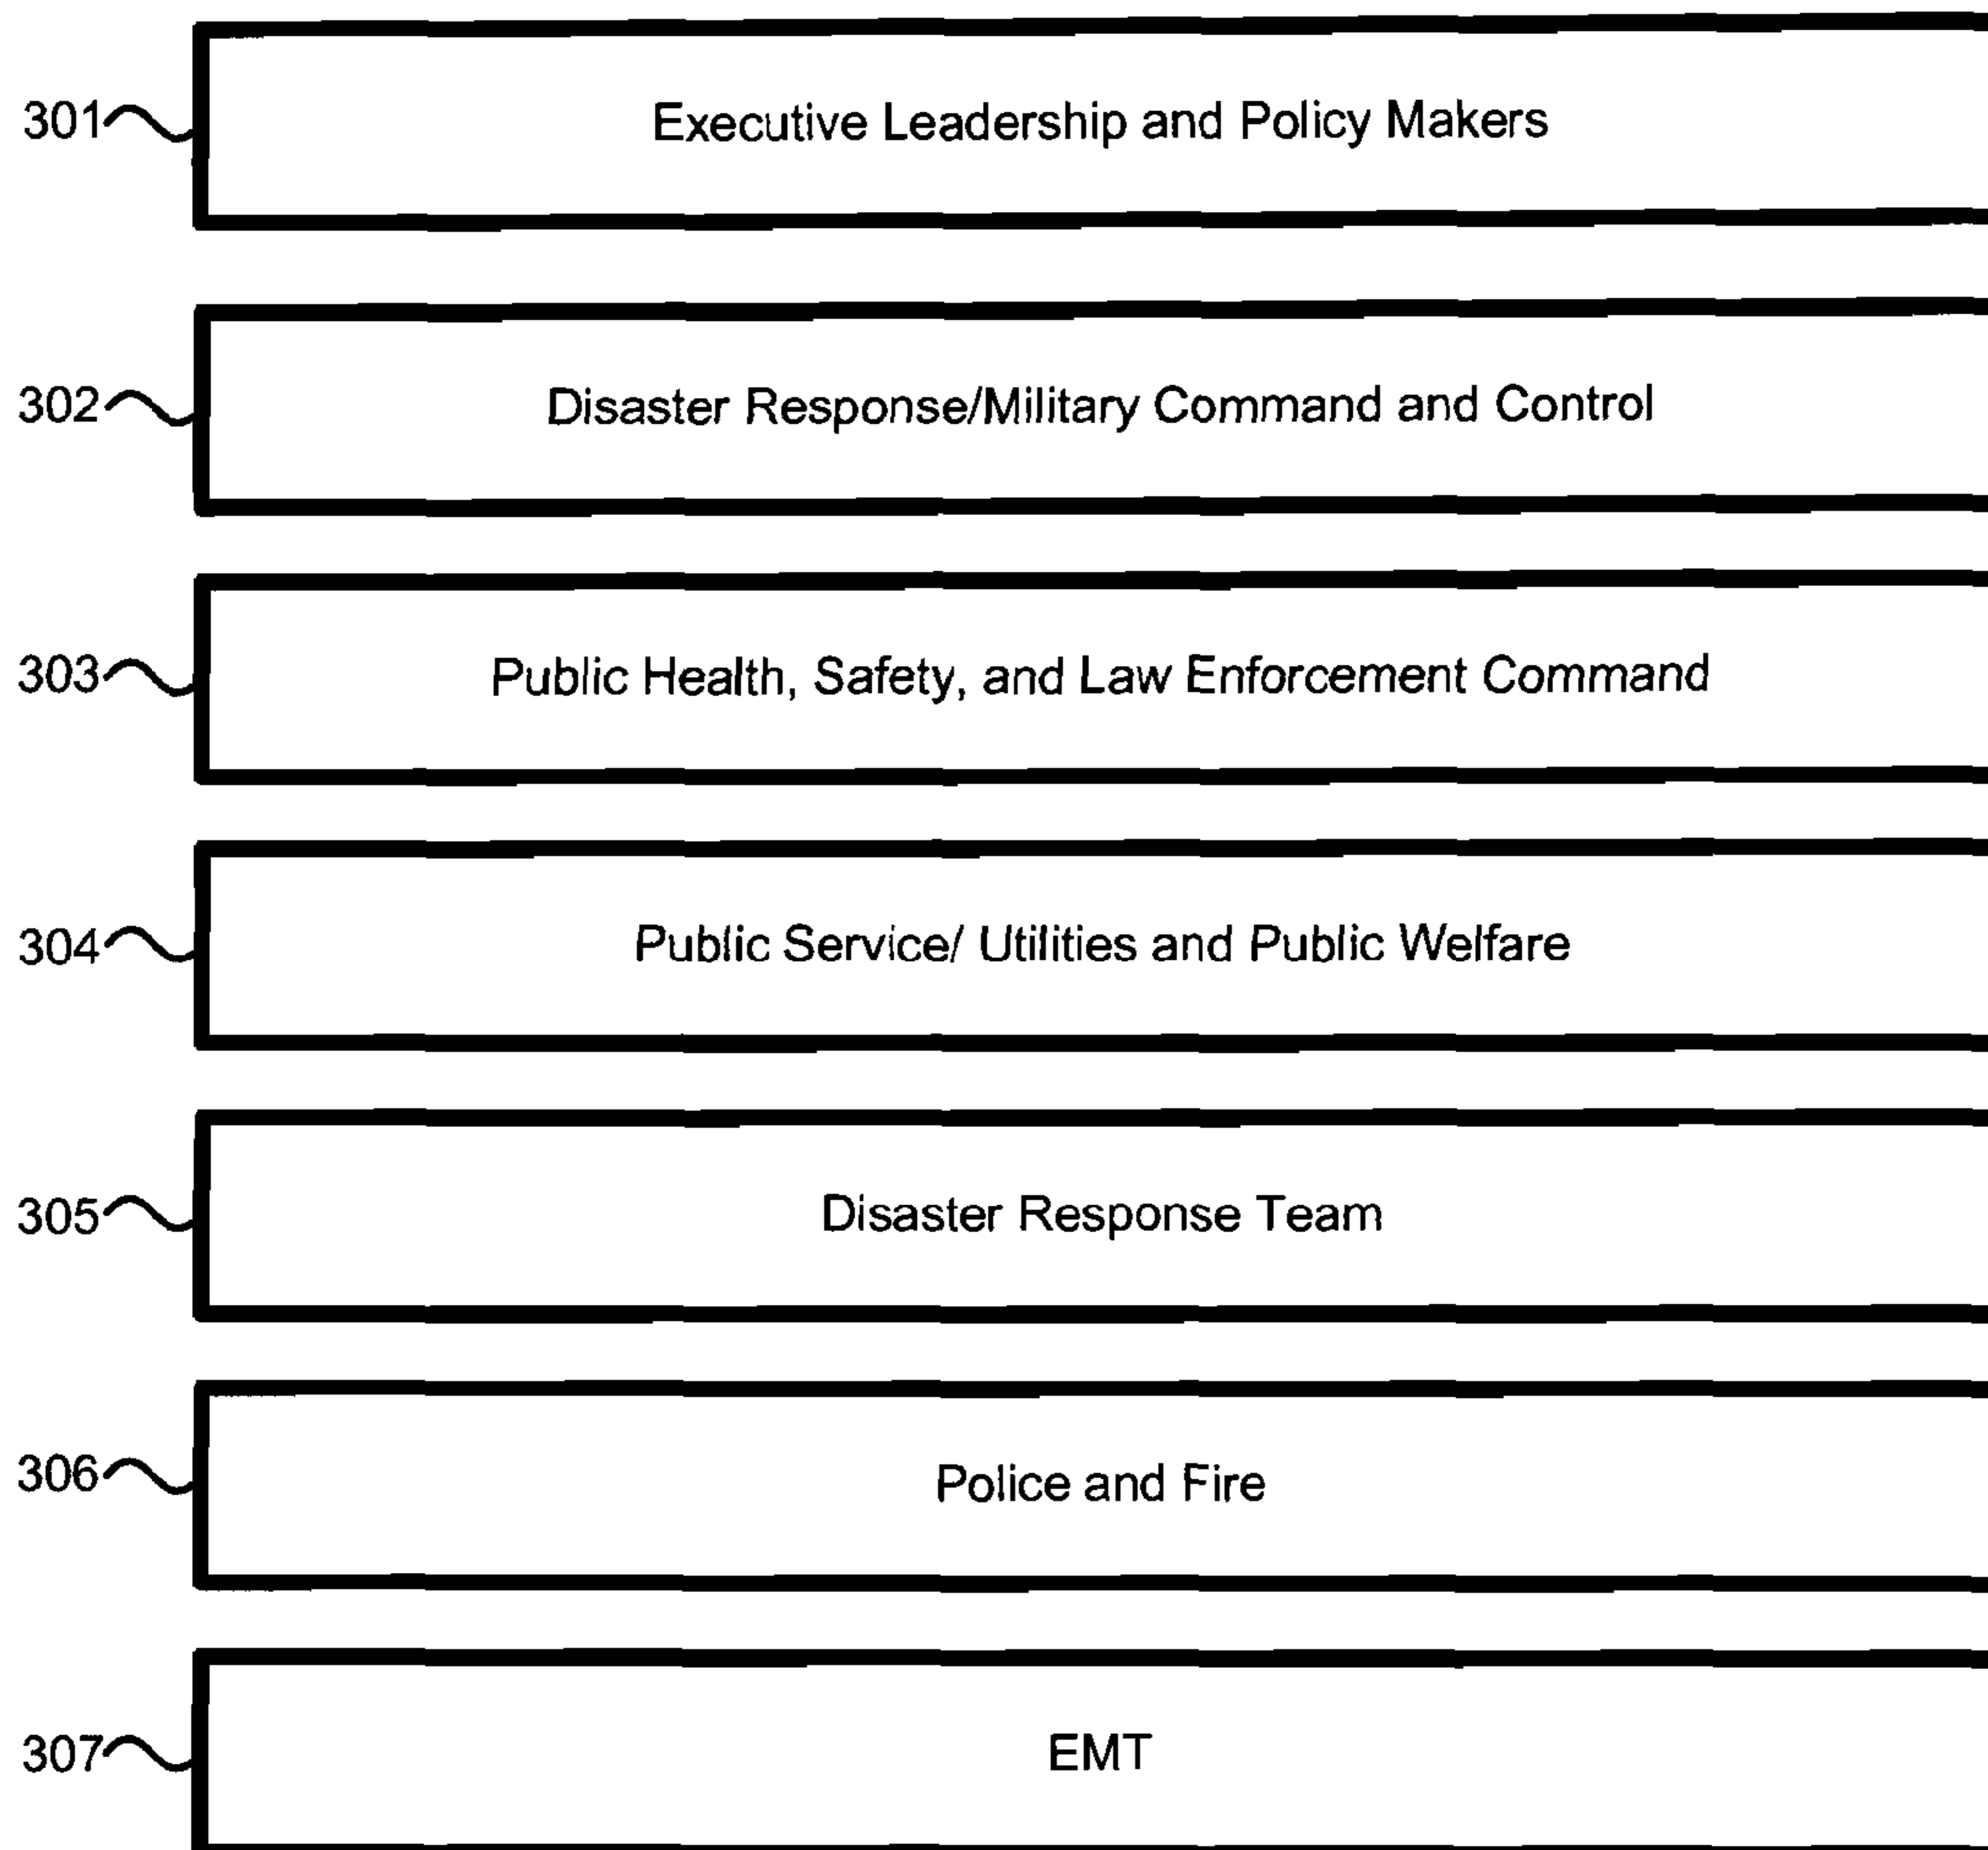 301 Executive Leadership and Policy Makers
302 Disaster Response/Military Command and Control
303 Public Health, Safety, and Law Enforcement Command
304 Public Service/ Utilities and Public Welfare
305 Disaster Response Team
306 Police and Fire
307 EMT